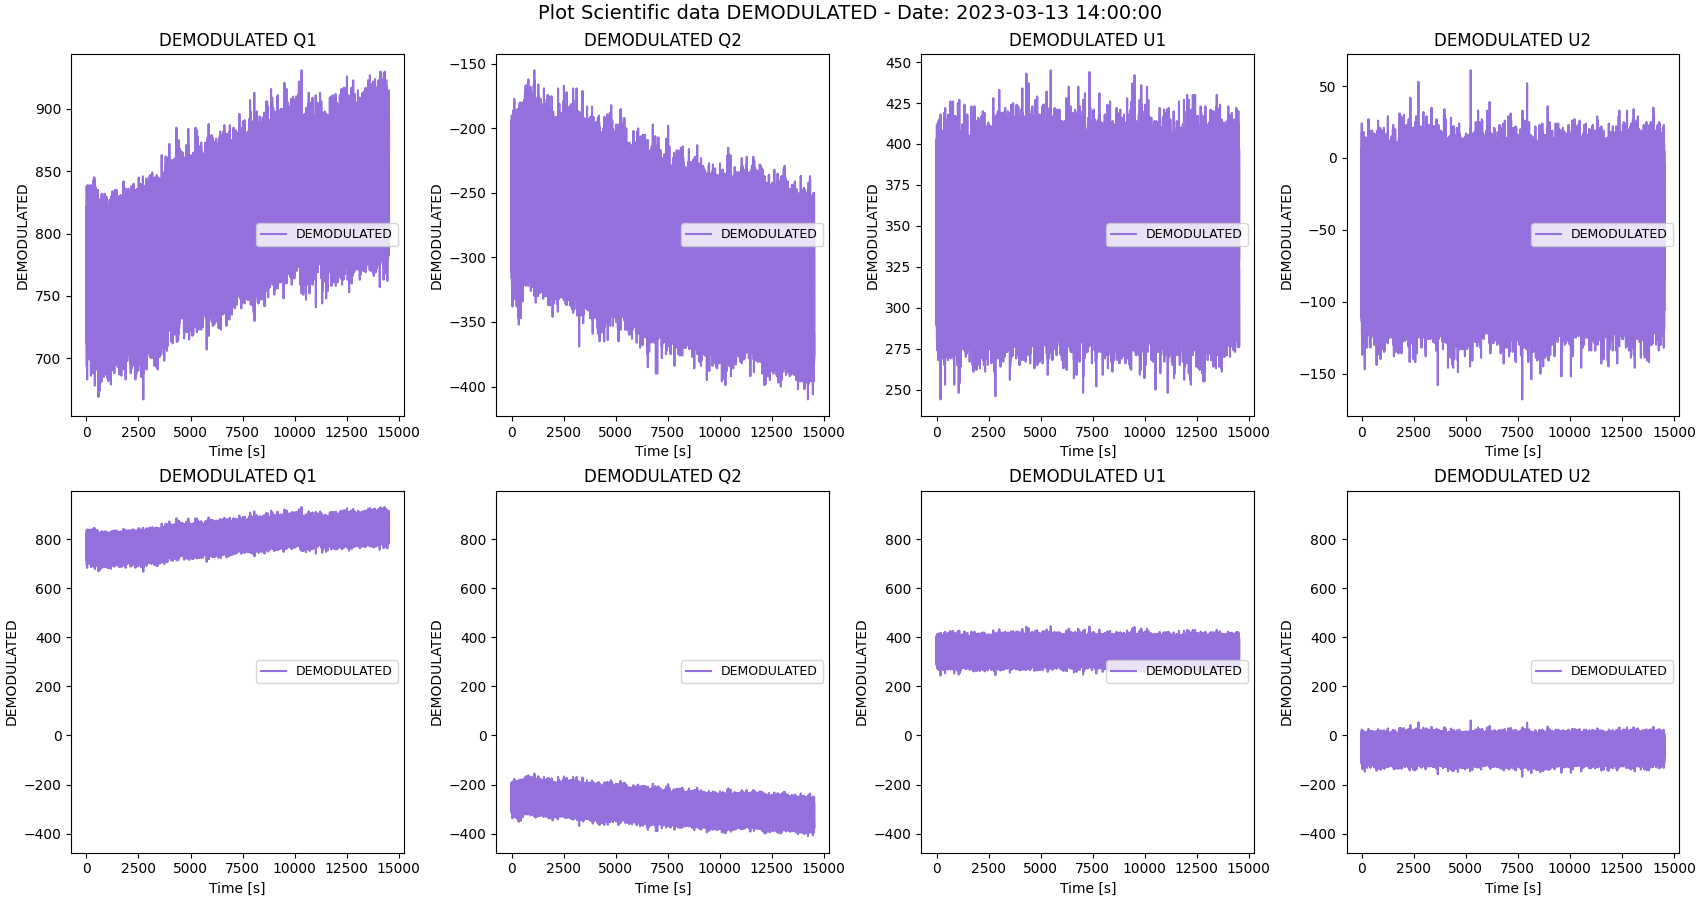 Plot Scientific data DEMODULATED - Date: 2023-03-13 14:00:00
DEMODULATED Q1
DEMODULATED
900
850
800
750
700
DEMODULATED
0 2500 5000 7500 10000 12500 15000
Time [s]
DEMODULATED Q2
DEMODULATED
−150
−200
−250
−300
−350
−400
DEMODULATED
0 2500 5000 7500 10000 12500 15000
Time [s]
DEMODULATED U1
DEMODULATED
450
425
400
375
350
325
300
275
250
DEMODULATED
0 2500 5000 7500 10000 12500 15000
Time [s]
DEMODULATED U2
DEMODULATED
50
0
−50
−100
−150
DEMODULATED
0 2500 5000 7500 10000 12500 15000
Time [s]
DEMODULATED Q1
DEMODULATED
800
600
400
200
0
−200
−400
DEMODULATED
0 2500 5000 7500 10000 12500 15000
Time [s]
DEMODULATED Q2
DEMODULATED
800
600
400
200
0
−200
−400
DEMODULATED
0 2500 5000 7500 10000 12500 15000
Time [s]
DEMODULATED U1
DEMODULATED
800
600
400
200
0
−200
−400
DEMODULATED
0 2500 5000 7500 10000 12500 15000
Time [s]
DEMODULATED U2
DEMODULATED
800
600
400
200
0
−200
−400
DEMODULATED
0 2500 5000 7500 10000 12500 15000
Time [s]